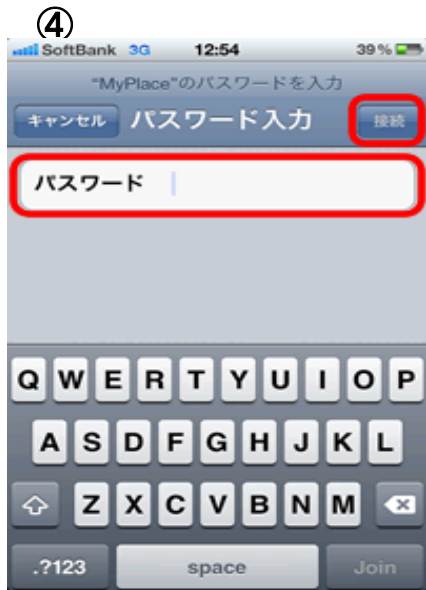 ④
SoftBank 3G 12:54 39%
“MyPlace”のパスワードを入力
キャンセル パスワード入力 接続
パスワード
Q W E R T Y U I O P
A S D F G H J K L
Z X C V B N M
.?123 space Join